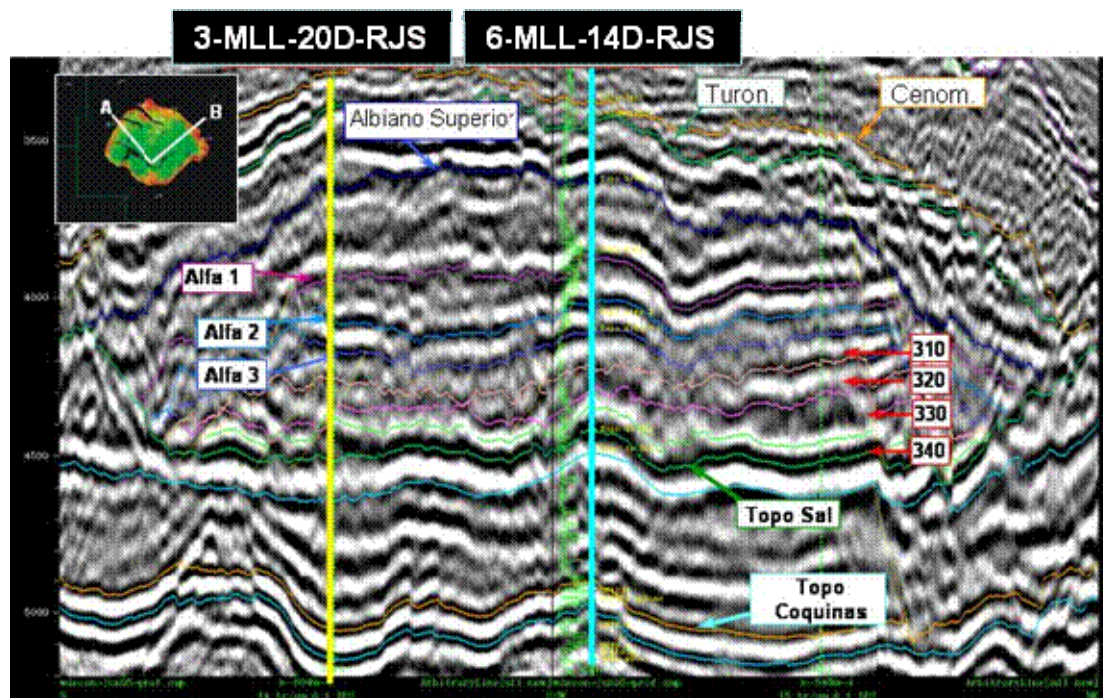 3-MLL-20D-RJS
6-MLL-14D-RJS
A
B
Albiano Superior
Turon.
Cenom.
3500
Alfa 1
4000
Alfa 2
Alfa 3
310
320
330
340
4500
Topo Sal
Topo
Coquinas
5000